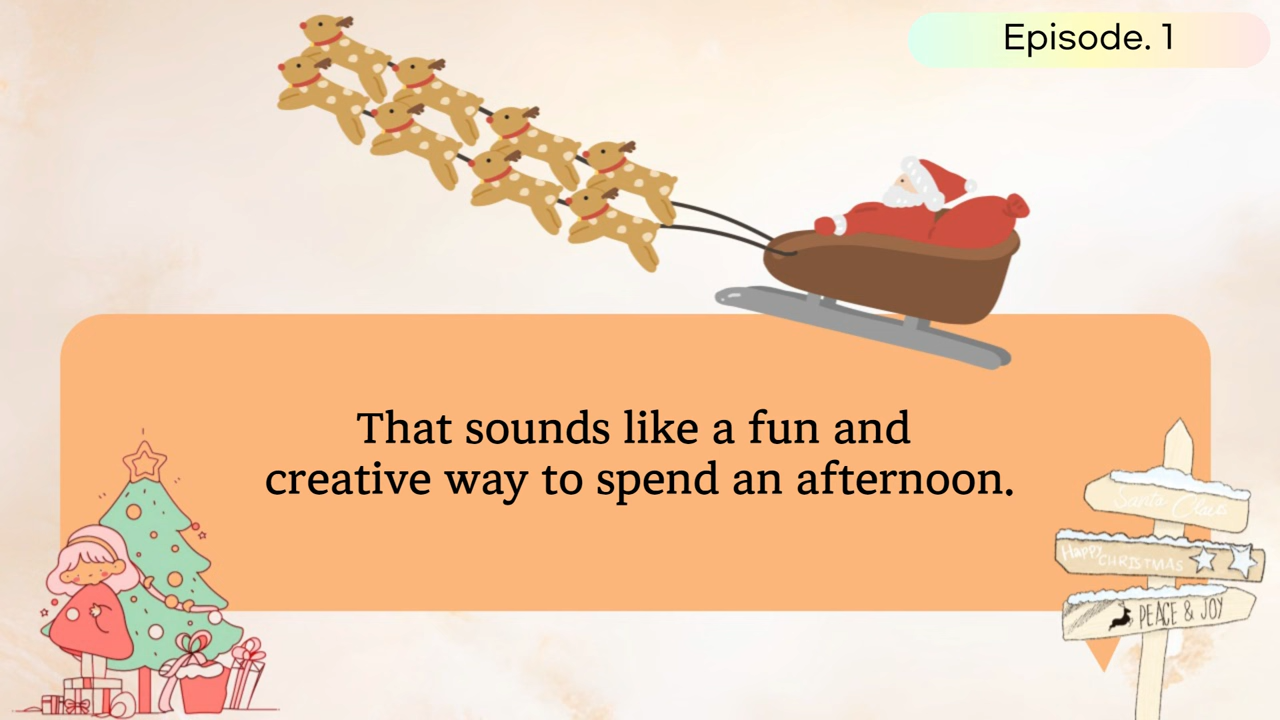 Episode. 1
That sounds like a fun and
creative way to spend an afternoon.
Santa Claus
Happy
CHRISTMAS
PEACE & JOY